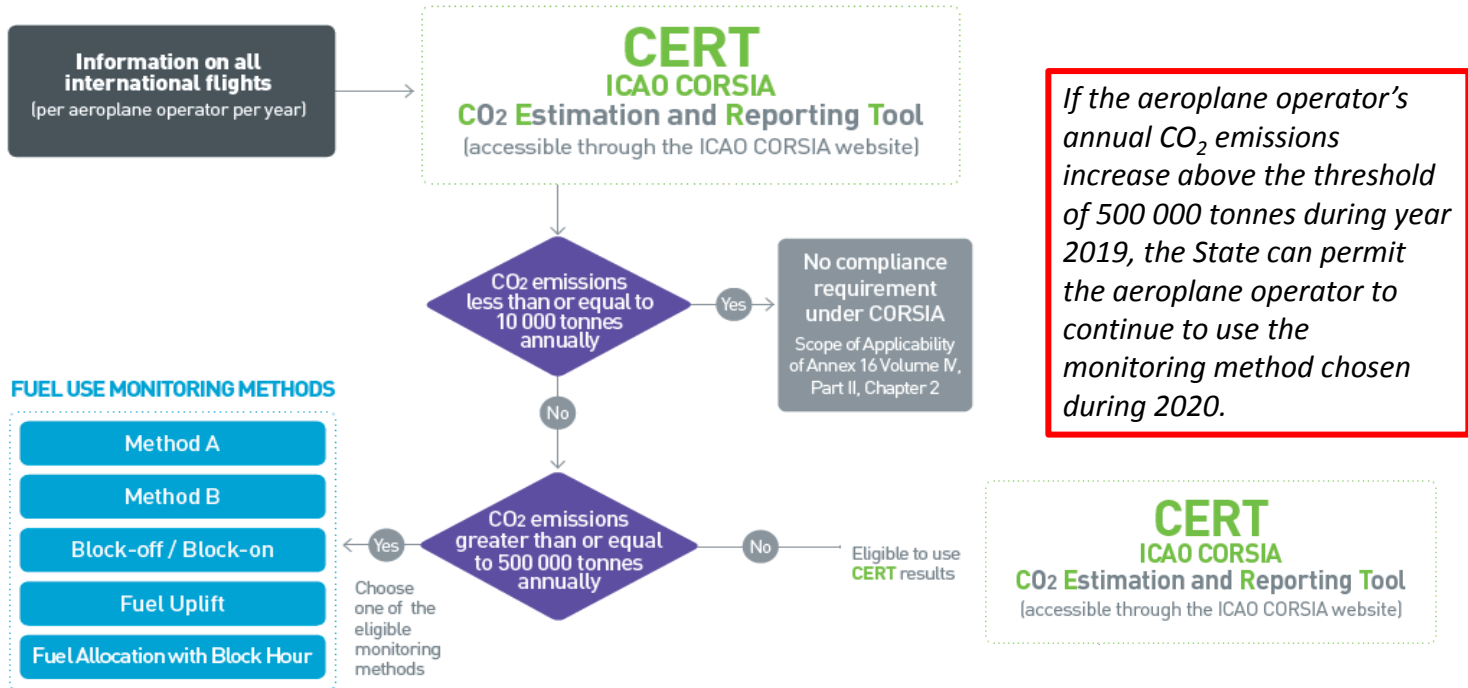 Information on all
international flights
(per aeroplane operator per year)
CERT
ICAO CORSIA
CO2 Estimation and Reporting Tool
(accessible through the ICAO CORSIA website)
If the aeroplane operator's
annual CO2 emissions
increase above the threshold
of 500 000 tonnes during year
2019, the State can permit
the aeroplane operator to
continue to use the
monitoring method chosen
during 2020.
CO2 emissions
less than or equal to
10 000 tonnes
annually
Yes
No compliance
requirement
under CORSIA
Scope of Applicability
of Annex 16 Volume IV,
Part II, Chapter 2
No
FUEL USE MONITORING METHODS
Method A
Method B
Block-off / Block-on
Fuel Uplift
Fuel Allocation with Block Hour
Yes
Choose
one of the
eligible
monitoring
methods
CO2 emissions
greater than or equal
to 500 000 tonnes
annually
No
Eligible to use
CERT results
CERT
ICAO CORSIA
CO2 Estimation and Reporting Tool
(accessible through the ICAO CORSIA website)